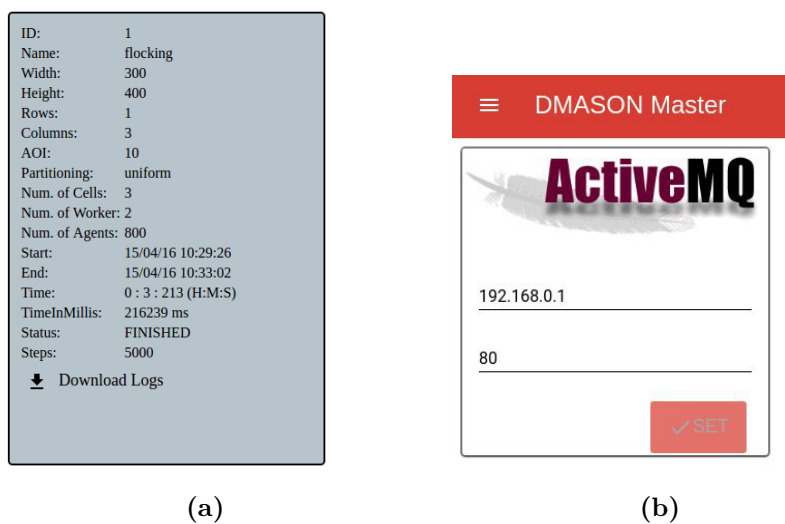 ID: 1
Name: flocking
Width: 300
Height: 400
Rows: 1
Columns: 3
AOI: 10
Partitioning: uniform
Num. of Cells: 3
Num. of Worker: 2
Num. of Agents: 800
Start: 15/04/16 10:29:26
End: 15/04/16 10:33:02
Time: 0 : 3 : 213 (H:M:S)
TimeInMillis: 216239 ms
Status: FINISHED
Steps: 5000
Download Logs
(a)
DMASON Master
ActiveMQ
192.168.0.1
80
SET
(b)